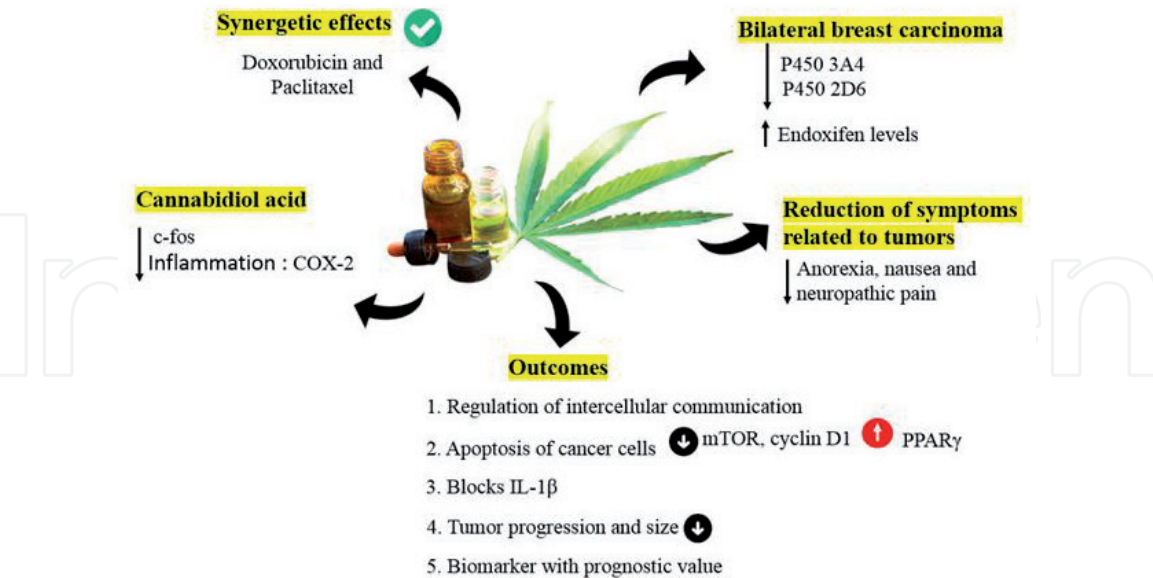 Synergetic effects
Doxorubicin and
Paclitaxel
Bilateral breast carcinoma
P450 3A4
P450 2D6
Endoxifen levels
Cannabidiol acid
c-fos
Inflammation : COX-2
Reduction of symptoms
related to tumors
Anorexia, nausea and
neuropathic pain
Outcomes
1. Regulation of intercellular communication
2. Apoptosis of cancer cells mTOR, cyclin D1 PPARγ
3. Blocks IL-1β
4. Tumor progression and size
5. Biomarker with prognostic value